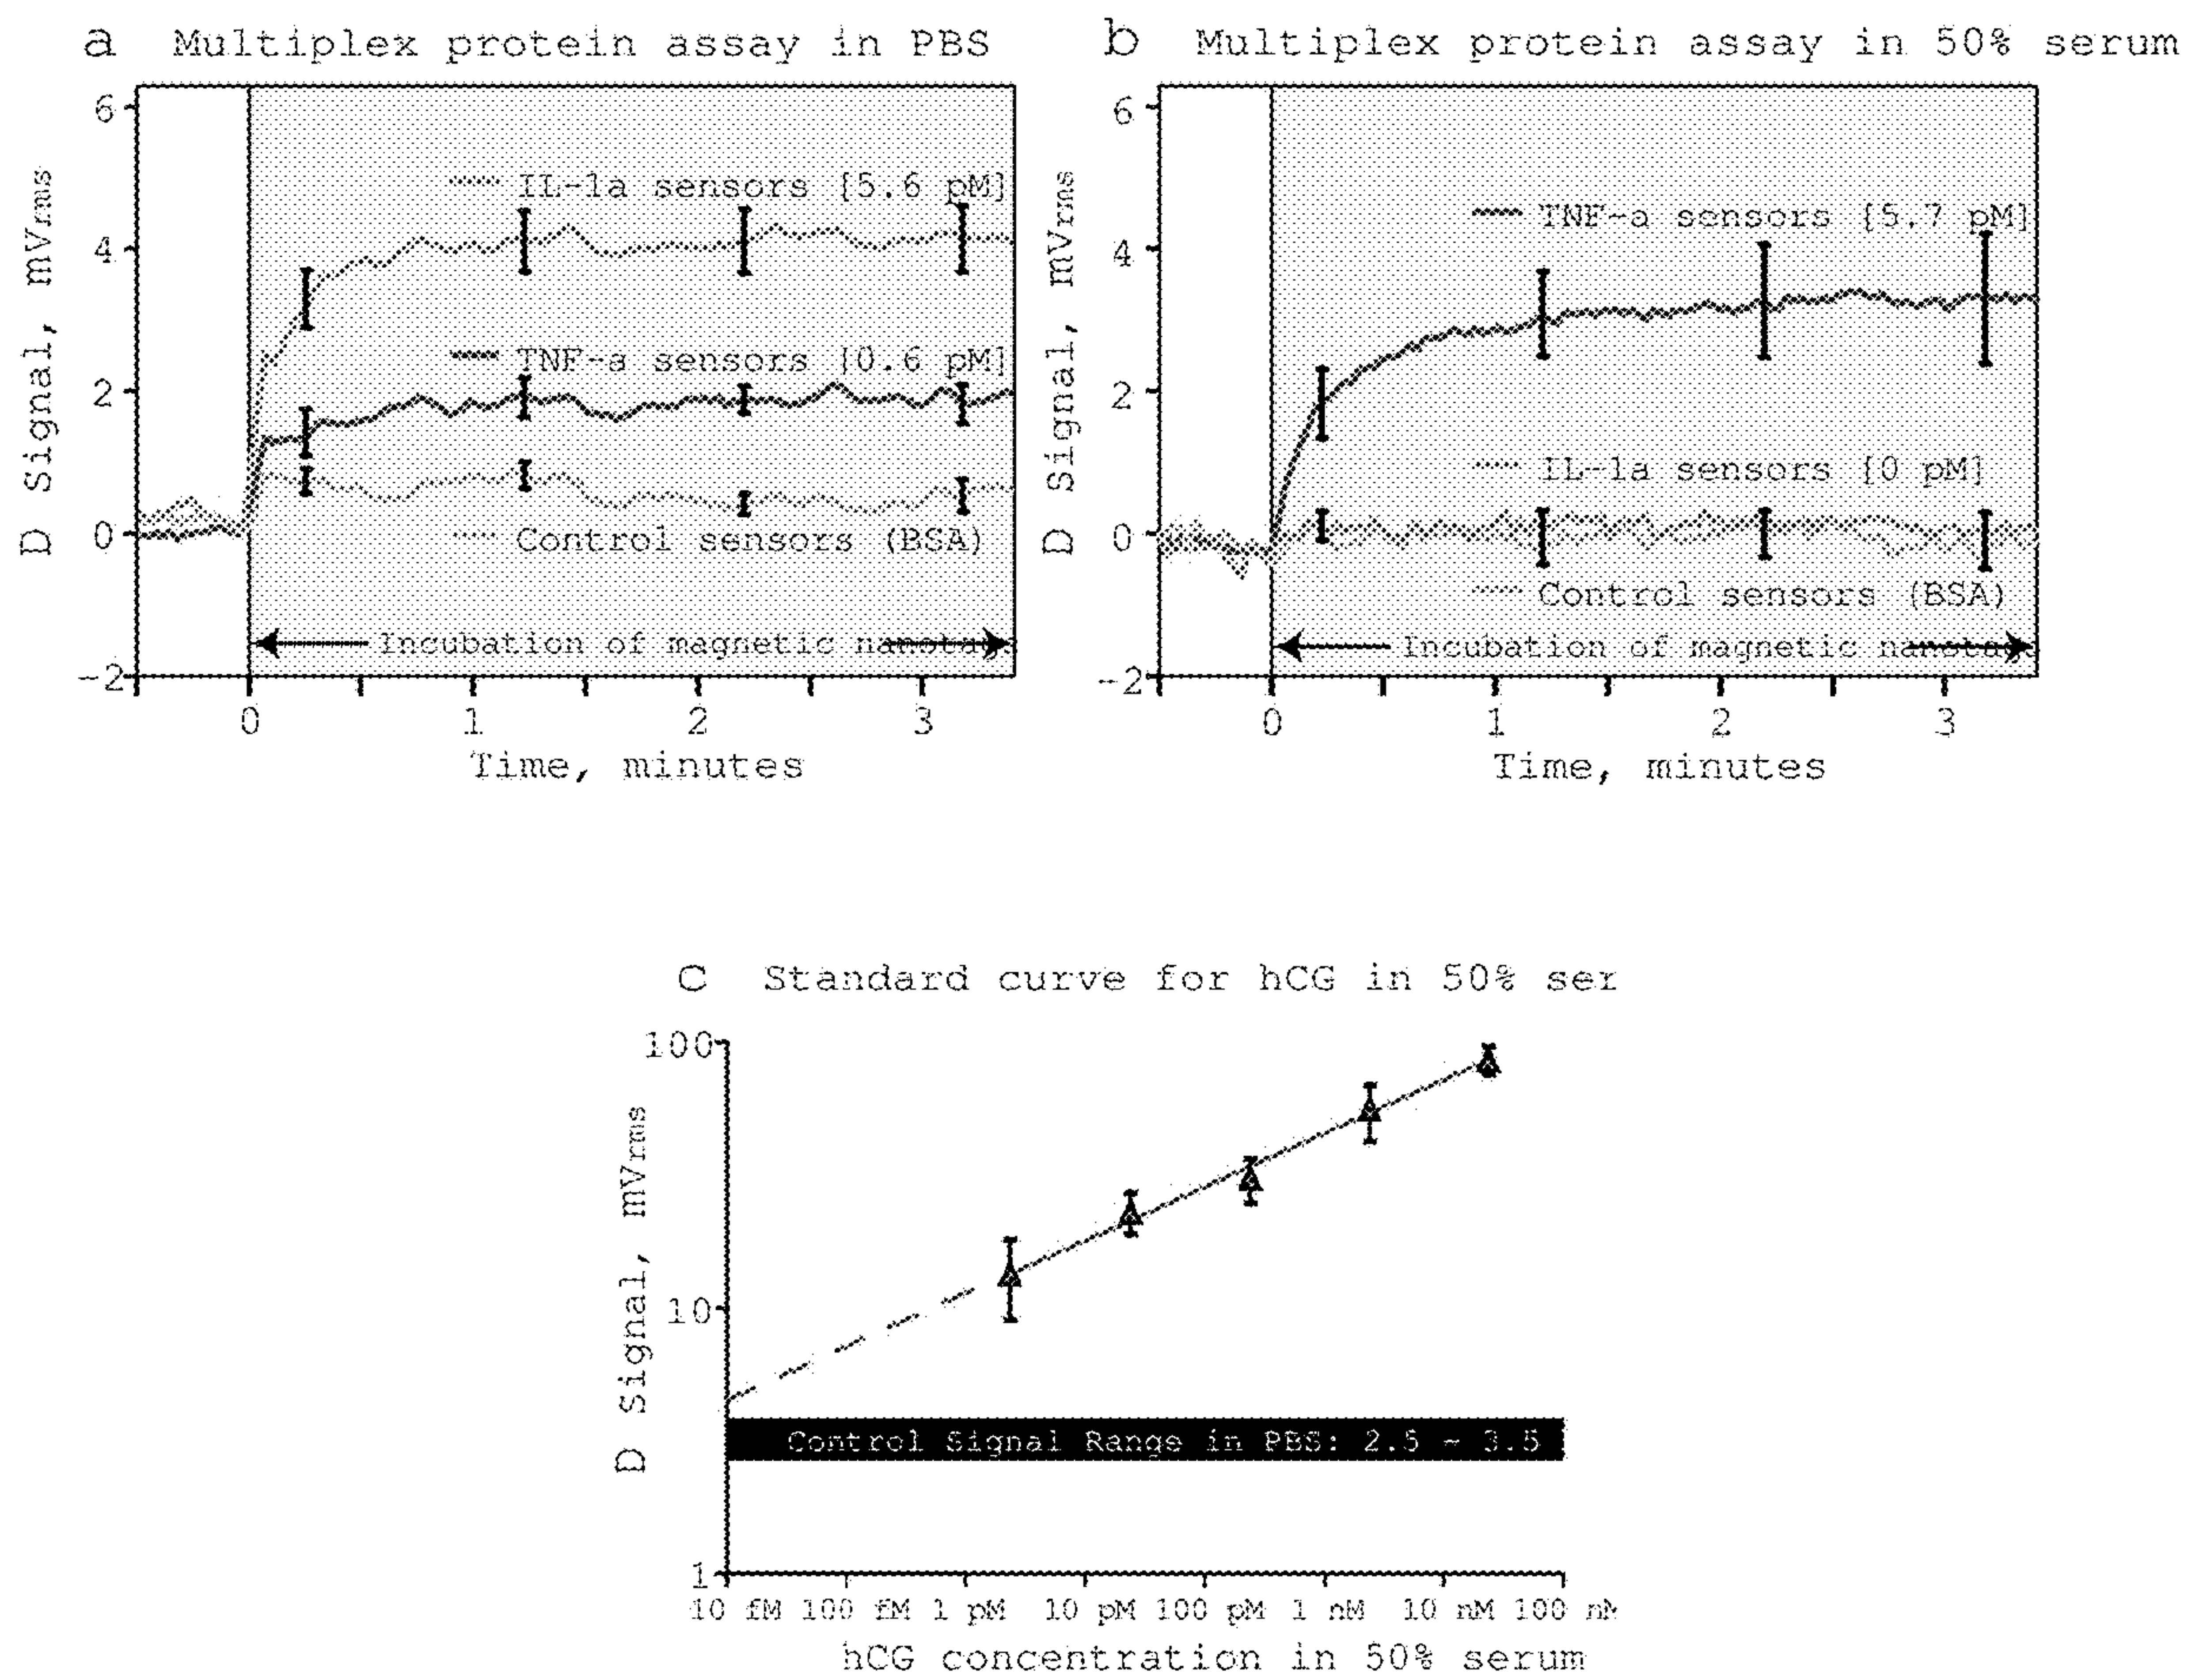 a Multiplex protein assay in PBS
D Signal, mVrms
6
4
2
0
-2
IL-1a sensors [5.6 pM]
TNF-a sensors [0.6 pM]
Control sensors (BSA)
Incubation of magnetic nanotags
0 1 2 3
Time, minutes
b Multiplex protein assay in 50% serum
D Signal, mVrms
6
4
2
0
-2
TNF-a sensors [5.7 pM]
IL-1a sensors [0 pM]
Control sensors (BSA)
Incubation of magnetic
0 1 2 3
Time, minutes
C Standard curve for hCG in 50% ser
D Signal, mVrms
100
10
1
Control Signal Range in PBS: 2.5 ~ 3.5
10 fM 100 fM 1 pM 10 pM 100 pM 1 nM 10 nM 100 nM
hCG concentration in 50% serum